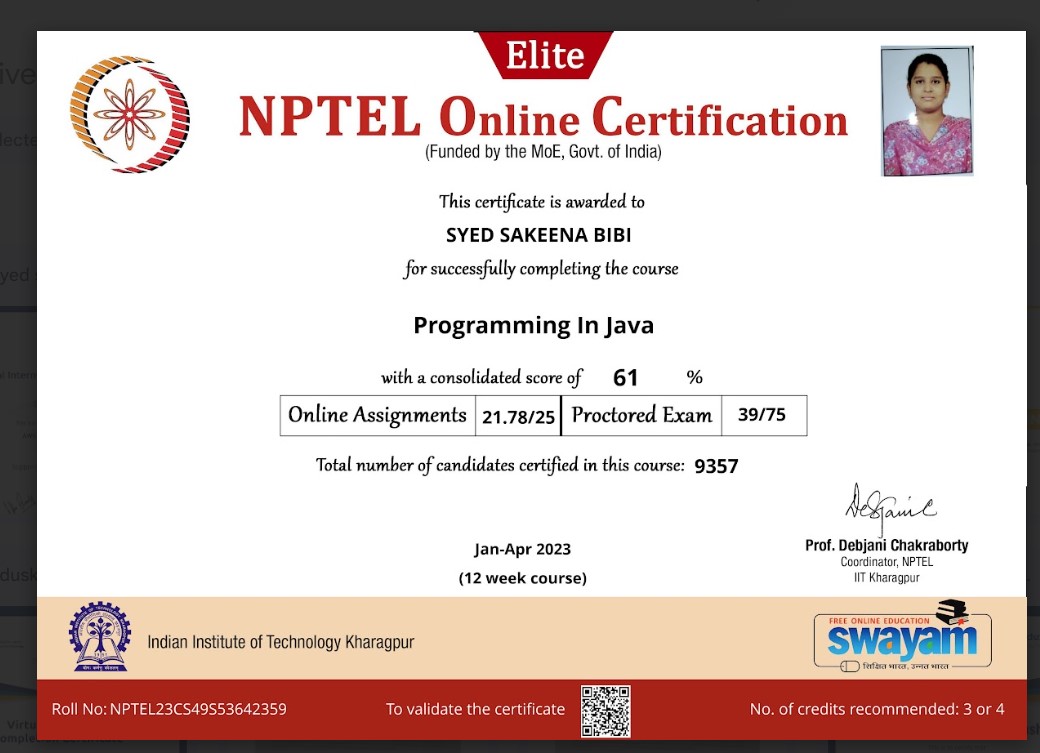 Elite
NPTEL Online Certification
(Funded by the MoE, Govt. of India)
This certificate is awarded to
SYED SAKEENA BIBI
for successfully completing the course
Programming In Java
with a consolidated score of 61 %
Online Assignments 21.78/25 Proctored Exam 39/75
Total number of candidates certified in this course: 9357
Jan-Apr 2023
(12 week course)
Prof. Debjani Chakraborty
Coordinator, NPTEL
IIT Kharagpur
Indian Institute of Technology Kharagpur
FREE ONLINE EDUCATION
swayam
शिक्षित भारत, उन्नत भारत
Roll No: NPTEL23CS49S53642359
To validate the certificate
No. of credits recommended: 3 or 4